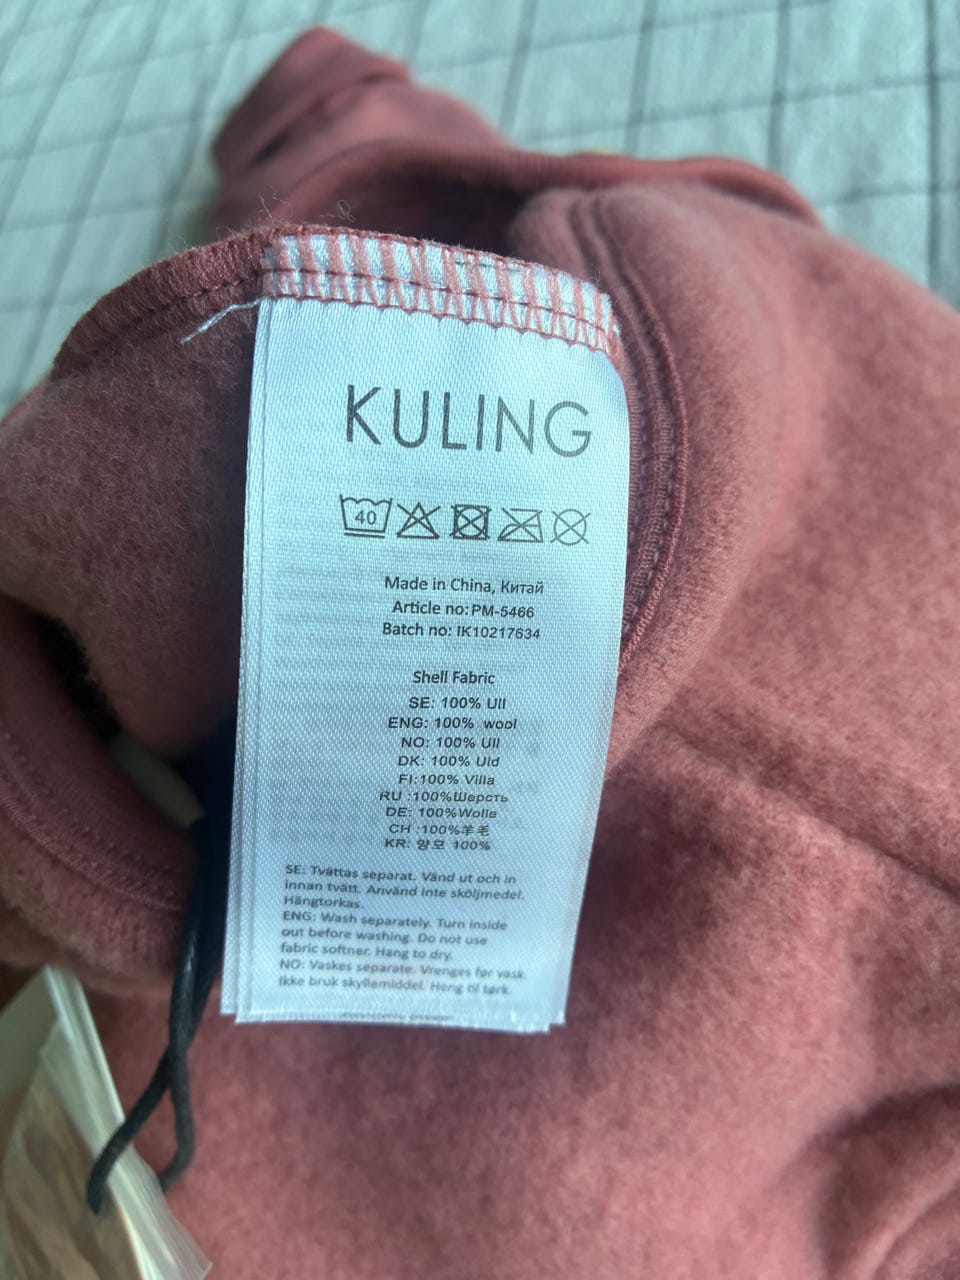 KULING
40
Made in China, Китай
Article no: PM-5466
Batch no: IK10217634
Shell Fabric
SE: 100% Ull
ENG: 100% wool
NO: 100% Ull
DK: 100% Uld
FI:100% Villa
RU :100%Шерсть
DE: 100%Wolle
CH :100%羊毛
KR: 양모 100%
SE: Tvättas separat. Vänd ut och in
innan tvätt. Använd inte sköljmedel.
Hängtorkas.
ENG: Wash separately. Turn inside
out before washing. Do not use
fabric softner. Hang to dry.
NO: Vaskes separate. Vrenges før vask.
Ikke bruk skyllemiddel. Heng til tørk.